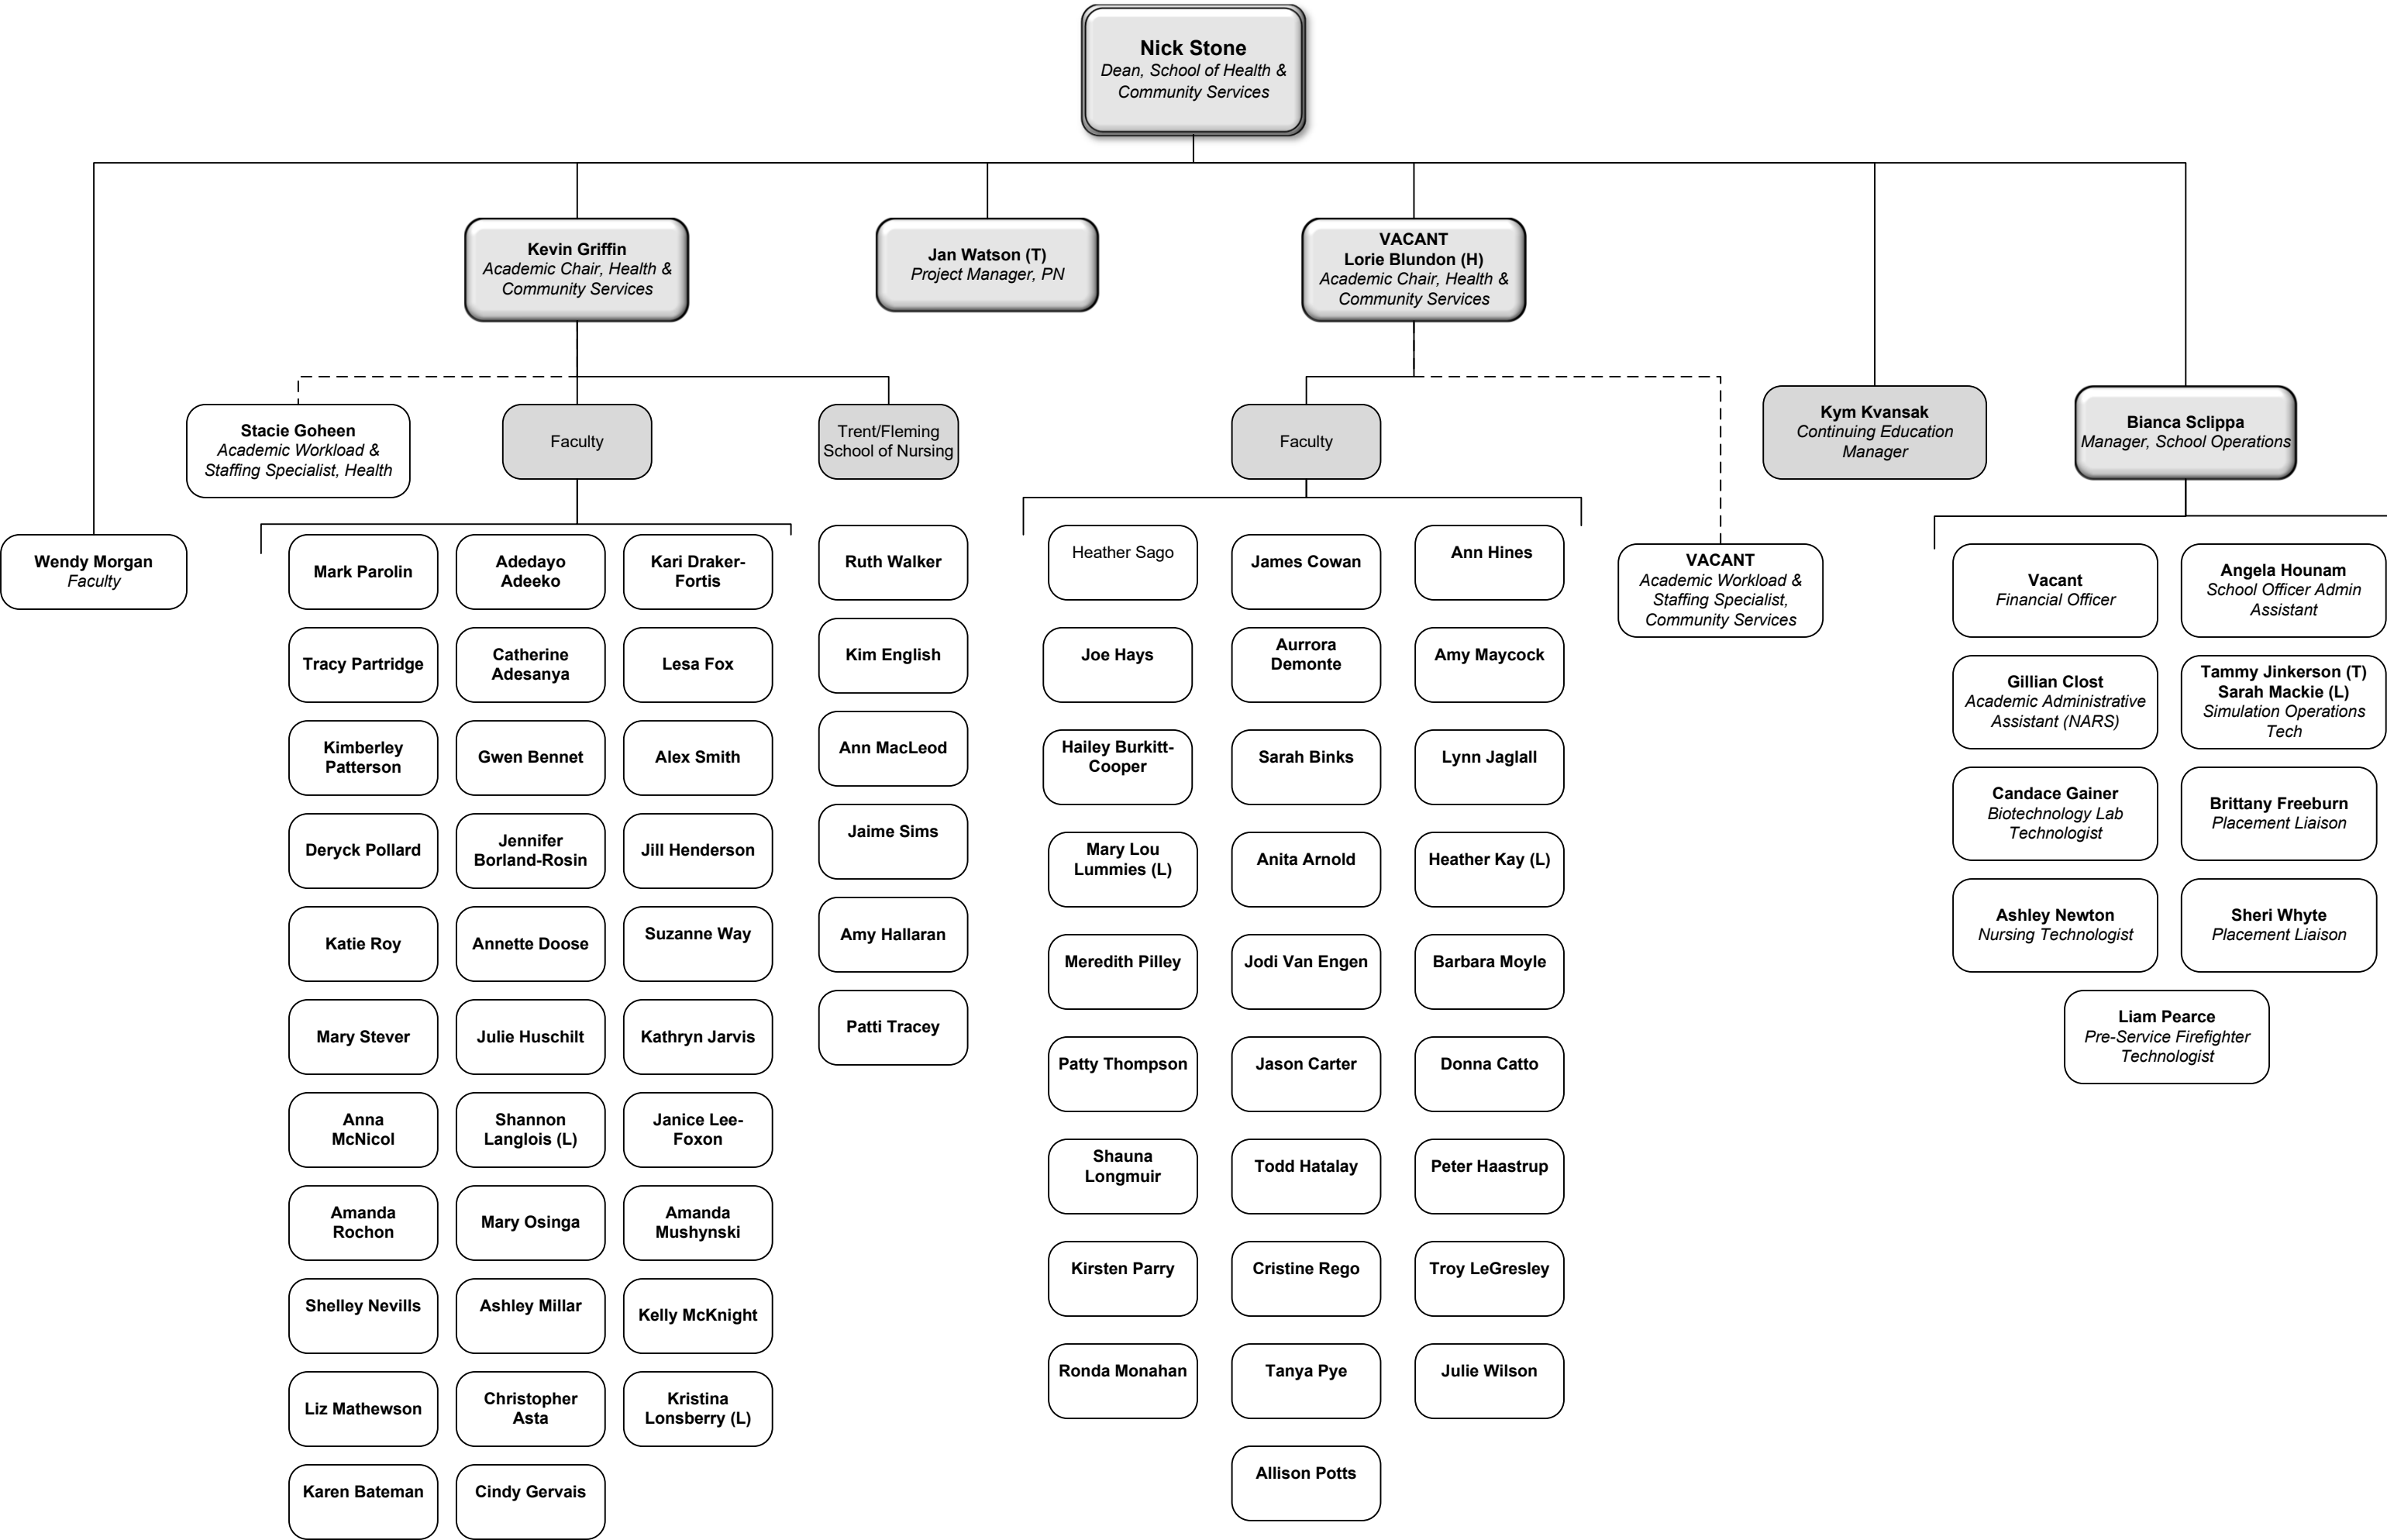 Nick Stone
Dean, School of Health &
Community Services
Kevin Griffin
Academic Chair, Health &
Community Services
Jan Watson (T)
Project Manager, PN
VACANT
Lorie Blundon (H)
Academic Chair, Health &
Community Services
Stacie Goheen
Academic Workload &
Staffing Specialist, Health
Faculty
Trent/Fleming
School of Nursing
Faculty
Kym Kvansak
Continuing Education
Manager
Bianca Sclippa
Manager, School Operations
Wendy Morgan
Faculty
Mark Parolin
Tracy Partridge
Kimberley
Patterson
Deryck Pollard
Katie Roy
Mary Stever
Anna
McNicol
Amanda
Rochon
Shelley Nevills
Liz Mathewson
Karen Bateman
Adedayo
Adeeko
Catherine
Adesanya
Gwen Bennet
Jennifer
Borland-Rosin
Annette Doose
Julie Huschilt
Shannon
Langlois (L)
Mary Osinga
Ashley Millar
Christopher
Asta
Cindy Gervais
Kari Draker-
Fortis
Lesa Fox
Alex Smith
Jill Henderson
Suzanne Way
Kathryn Jarvis
Janice Lee-
Foxon
Amanda
Mushynski
Kelly McKnight
Kristina
Lonsberry (L)
Ruth Walker
Kim English
Ann MacLeod
Jaime Sims
Amy Hallaran
Patti Tracey
Heather Sago
Joe Hays
Hailey Burkitt-
Cooper
Mary Lou
Lummies (L)
Meredith Pilley
Patty Thompson
Shauna
Longmuir
Kirsten Parry
Ronda Monahan
James Cowan
Aurrora
Demonte
Sarah Binks
Anita Arnold
Jodi Van Engen
Jason Carter
Todd Hatalay
Cristine Rego
Tanya Pye
Allison Potts
Ann Hines
Amy Maycock
Lynn Jaglall
Heather Kay (L)
Barbara Moyle
Donna Catto
Peter Haastrup
Troy LeGresley
Julie Wilson
VACANT
Academic Workload &
Staffing Specialist,
Community Services
Vacant
Financial Officer
Gillian Clost
Academic Administrative
Assistant (NARS)
Candace Gainer
Biotechnology Lab
Technologist
Ashley Newton
Nursing Technologist
Angela Hounam
School Officer Admin
Assistant
Tammy Jinkerson (T)
Sarah Mackie (L)
Simulation Operations
Tech
Brittany Freeburn
Placement Liaison
Sheri Whyte
Placement Liaison
Liam Pearce
Pre-Service Firefighter
Technologist